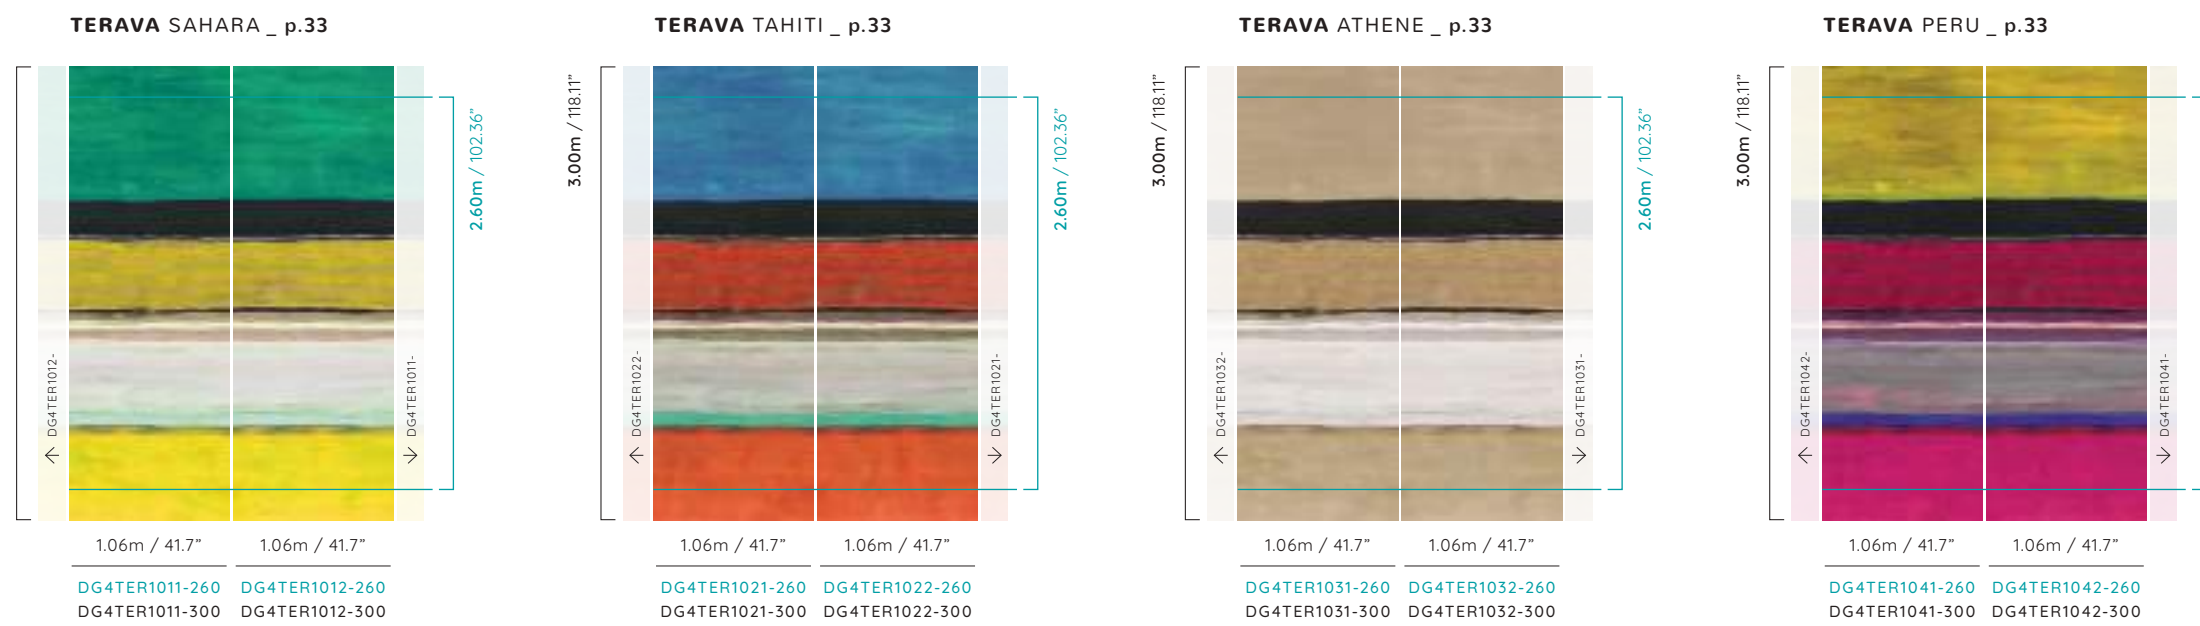 TERAVA SAHARA _ p.33
DG4TER1012-
DG4TER1011-
2.60m / 102.36"
1.06m / 41.7”
1.06m / 41.7”
DG4TER1011-260
DG4TER1012-260
DG4TER1011-300
DG4TER1012-300
TERAVA TAHITI _ p.33
3.00m / 118.11"
DG4TER1022-
DG4TER1021-
2.60m / 102.36"
1.06m / 41.7”
1.06m / 41.7”
DG4TER1021-260
DG4TER1022-260
DG4TER1021-300
DG4TER1022-300
TERAVA ATHENE _ p.33
3.00m / 118.11"
DG4TER1032-
DG4TER1031-
2.60m / 102.36"
1.06m / 41.7”
1.06m / 41.7”
DG4TER1031-260
DG4TER1032-260
DG4TER1031-300
DG4TER1032-300
TERAVA PERU _ p.33
3.00m / 118.11"
DG4TER1042-
DG4TER1041-
1.06m / 41.7”
1.06m / 41.7”
DG4TER1041-260
DG4TER1042-260
DG4TER1041-300
DG4TER1042-300